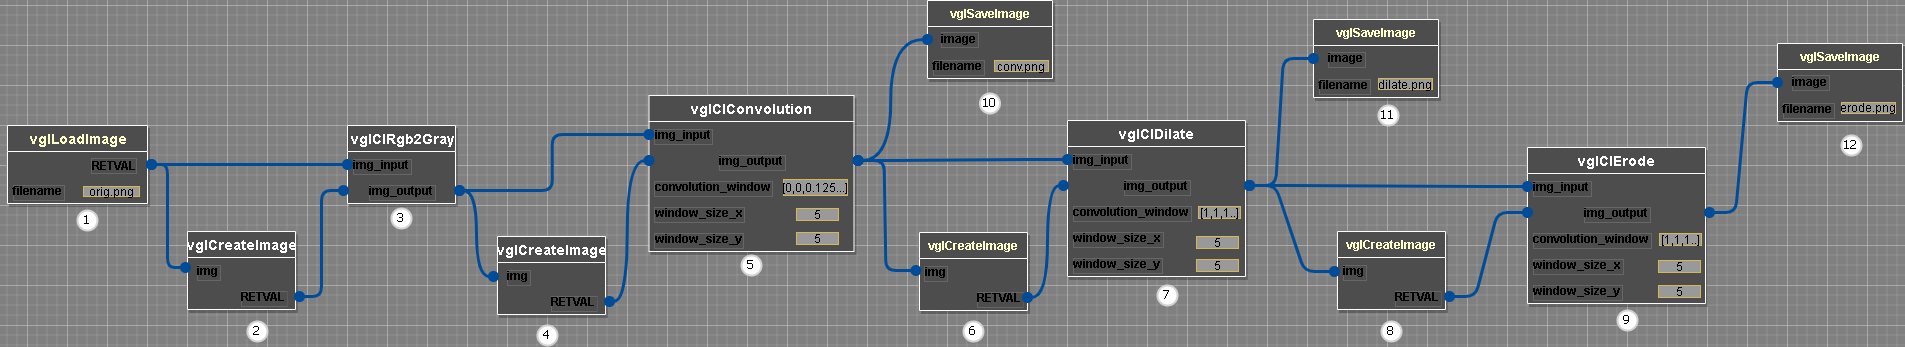 vglLoadImage
RETVAL
filename orig.png
1
vglCreateImage
img
RETVAL
2
vglClRgb2Gray
img_input
img_output
3
vglCreateImage
img
RETVAL
4
vglClConvolution
img_input
img_output
convolution_window [0,0,0.125...]
window_size_x 5
window_size_y 5
5
vglSaveImage
image
filename conv.png
10
vglCreateImage
img
RETVAL
6
vglClDilate
img_input
img_output
convolution_window [1,1,1..]
window_size_x 5
window_size_y 5
7
vglSaveImage
image
filename dilate.png
11
vglCreateImage
img
RETVAL
8
vglClErode
img_input
img_output
convolution_window [1,1,1..]
window_size_x 5
window_size_y 5
9
vglSaveImage
image
filename erode.png
12